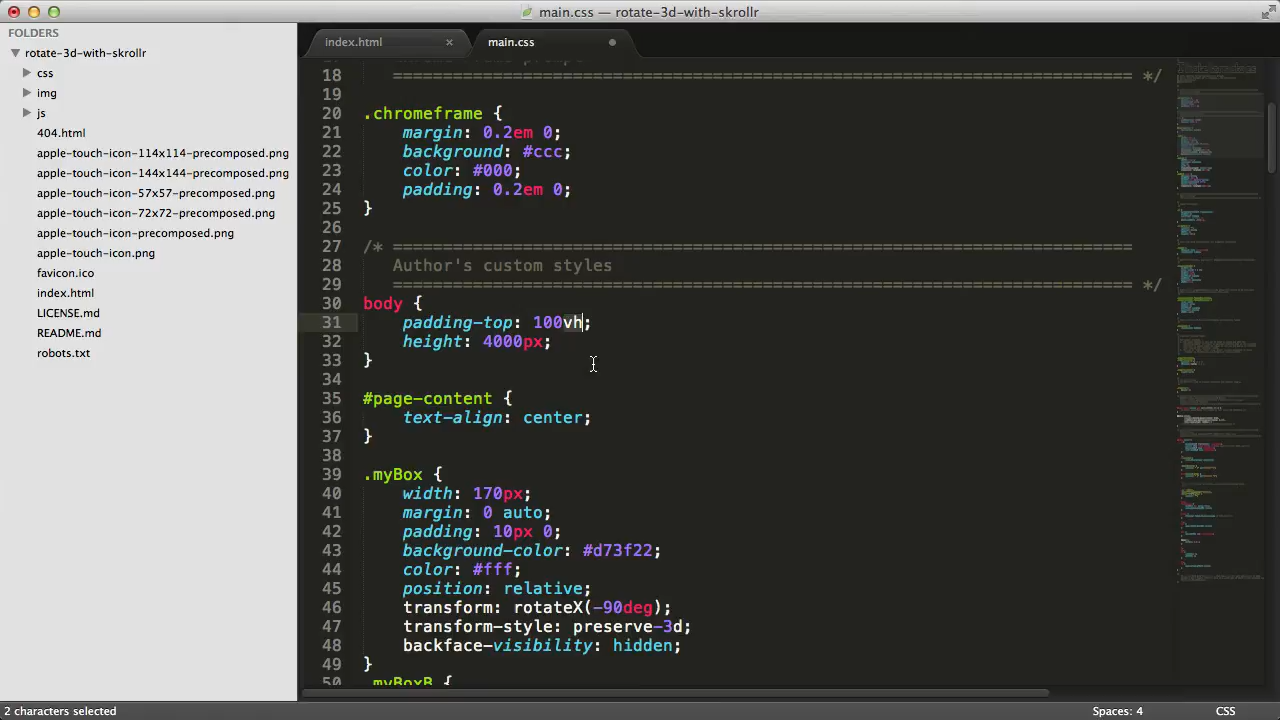 main.css — rotate-3d-with-skrollr
FOLDERS
rotate-3d-with-skrollr
css
img
js
404.html
apple-touch-icon-114x114-precomposed.png
apple-touch-icon-144x144-precomposed.png
apple-touch-icon-57x57-precomposed.png
apple-touch-icon-72x72-precomposed.png
apple-touch-icon-precomposed.png
apple-touch-icon.png
favicon.ico
index.html
LICENSE.md
README.md
robots.txt
index.html × main.css
18 ========================================================================== */
19
20 .chromeframe {
21 margin: 0.2em 0;
22 background: #ccc;
23 color: #000;
24 padding: 0.2em 0;
25 }
26
27 /* ==========================================================================
28 Author's custom styles
29 ========================================================================== */
30 body {
31 padding-top: 100vh;
32 height: 4000px;
33 }
34
35 #page-content {
36 text-align: center;
37 }
38
39 .myBox {
40 width: 170px;
41 margin: 0 auto;
42 padding: 10px 0;
43 background-color: #d73f22;
44 color: #fff;
45 position: relative;
46 transform: rotateX(-90deg);
47 transform-style: preserve-3d;
48 backface-visibility: hidden;
49 }
50 .myBoxB {
2 characters selected
Spaces: 4 CSS